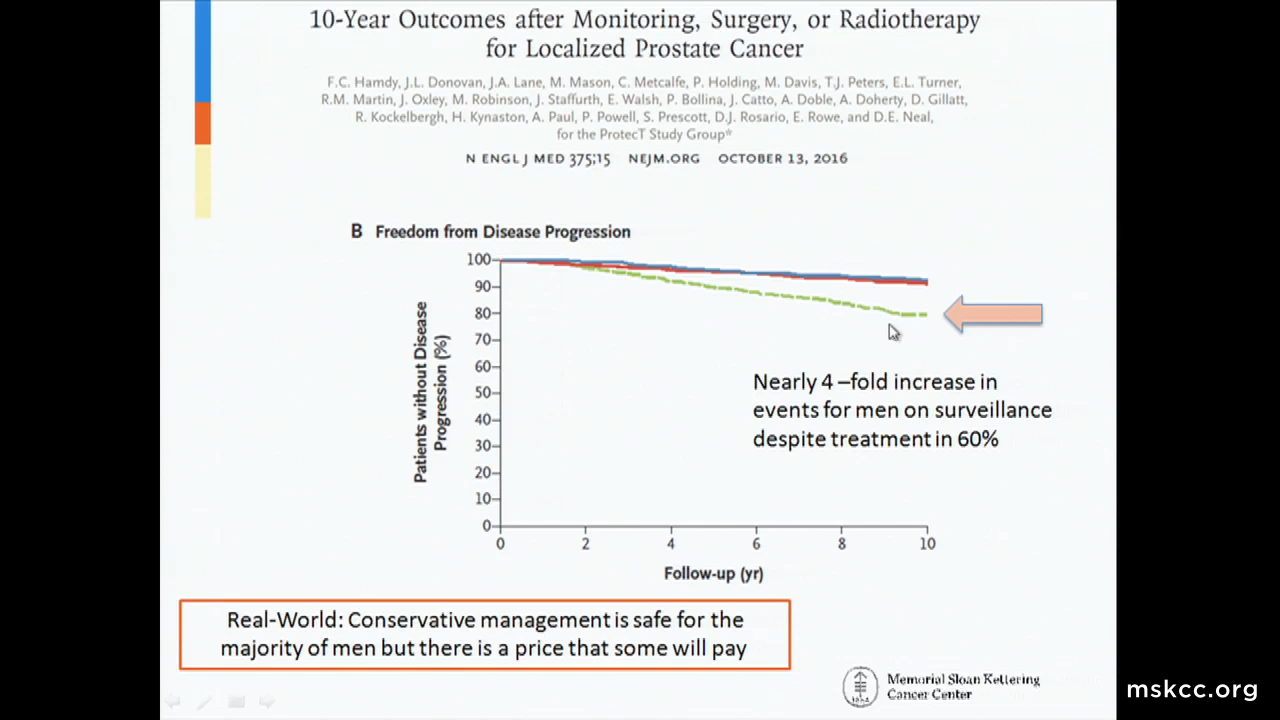 10-Year Outcomes after Monitoring, Surgery, or Radiotherapy
for Localized Prostate Cancer
F.C. Hamdy, J.L. Donovan, J.A. Lane, M. Mason, C. Metcalfe, P. Holding, M. Davis, T.J. Peters, E.L. Turner,
R.M. Martin, J. Oxley, M. Robinson, J. Staffurth, E. Walsh, P. Bollina, J. Catto, A. Doble, A. Doherty, D. Gillatt,
R. Kockelbergh, H. Kynaston, A. Paul, P. Powell, S. Prescott, D.J. Rosario, E. Rowe, and D.E. Neal,
for the ProtecT Study Group*
N ENGL J MED 375;15 NEJM.ORG OCTOBER 13, 2016
B Freedom from Disease Progression
Patients without Disease
Progression (%)
100
90
80
70
60
50
40
30
20
10
0
0 2 4 6 8 10
Follow-up (yr)
Nearly 4 –fold increase in
events for men on surveillance
despite treatment in 60%
Real-World: Conservative management is safe for the
majority of men but there is a price that some will pay
Memorial Sloan Kettering
Cancer Center
mskcc.org